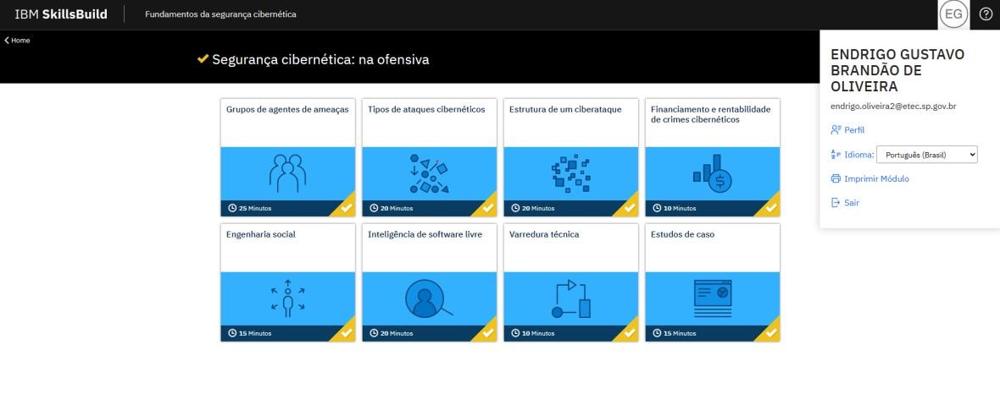 IBM SkillsBuild
Fundamentos da segurança cibernética
EG
Home
Segurança cibernética: na ofensiva
ENDRIGO GUSTAVO
BRANDÃO DE
OLIVEIRA
endrigo.oliveira2@etec.sp.gov.br
Perfil
Idioma: Português (Brasil)
Imprimir Módulo
Sair
Grupos de agentes de ameaças
25 Minutos
Tipos de ataques cibernéticos
20 Minutos
Estrutura de um ciberataque
20 Minutos
Financiamento e rentabilidade
de crimes cibernéticos
10 Minutos
Engenharia social
15 Minutos
Inteligência de software livre
20 Minutos
Varredura técnica
10 Minutos
Estudos de caso
15 Minutos